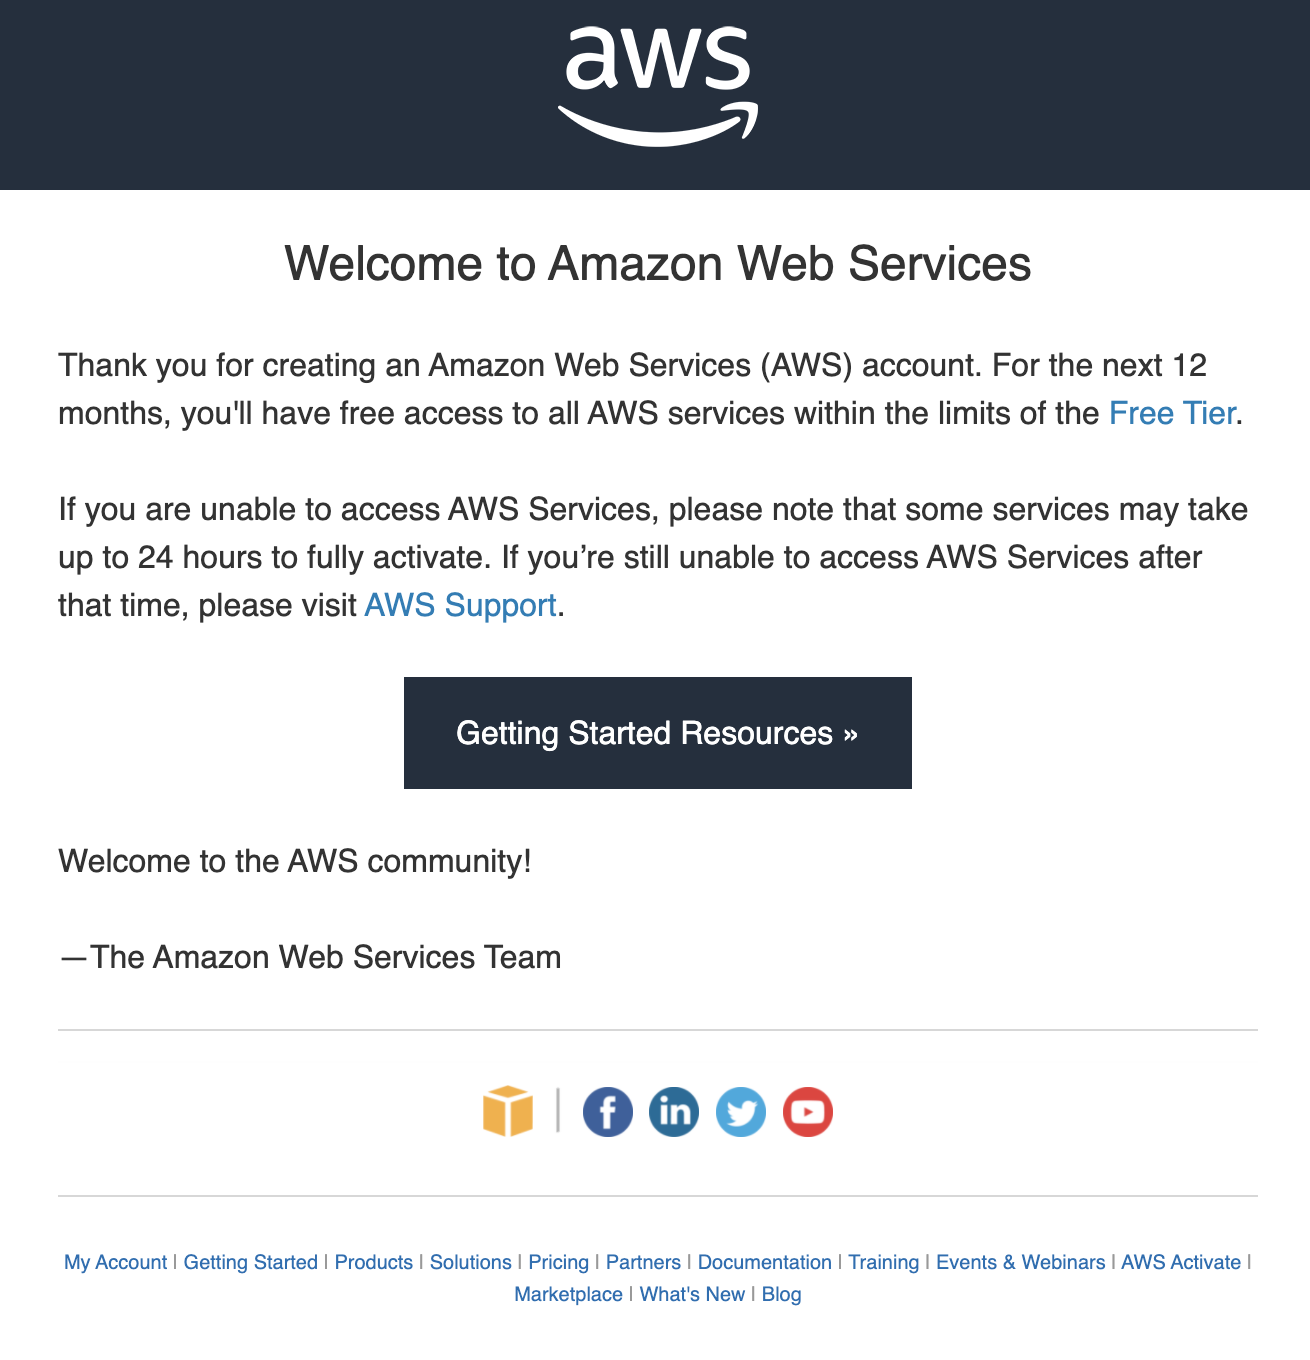 aws
Welcome to Amazon Web Services
Thank you for creating an Amazon Web Services (AWS) account. For the next 12
months, you'll have free access to all AWS services within the limits of the Free Tier.
If you are unable to access AWS Services, please note that some services may take
up to 24 hours to fully activate. If you’re still unable to access AWS Services after
that time, please visit AWS Support.
Getting Started Resources »
Welcome to the AWS community!
—The Amazon Web Services Team
f in
My Account | Getting Started | Products | Solutions | Pricing | Partners | Documentation | Training | Events & Webinars | AWS Activate |
Marketplace | What's New | Blog